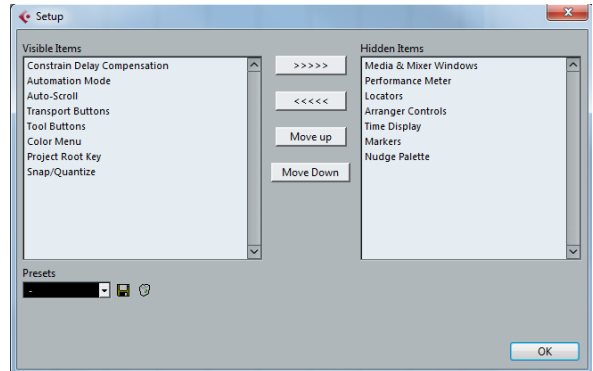 Setup
Visible Items
Constrain Delay Compensation
Automation Mode
Auto-Scroll
Transport Buttons
Tool Buttons
Color Menu
Project Root Key
Snap/Quantize
>>>>>
<<<<<
Move up
Move Down
Hidden Items
Media & Mixer Windows
Performance Meter
Locators
Arranger Controls
Time Display
Markers
Nudge Palette
Presets
-
OK